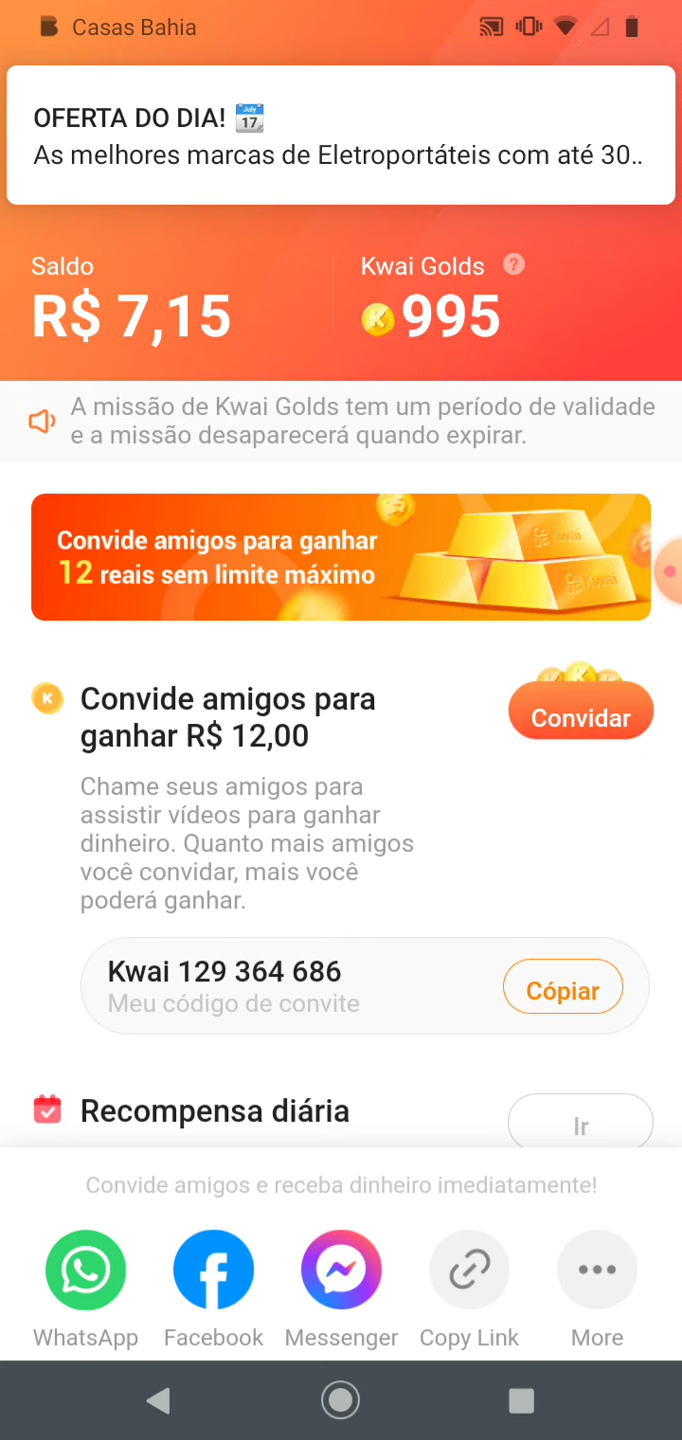 Casas Bahia
OFERTA DO DIA! 📅
As melhores marcas de Eletroportáteis com até 30..
Saldo
Kwai Golds ?
R$ 7,15
995
A missão de Kwai Golds tem um período de validade
e a missão desaparecerá quando expirar.
Convide amigos para ganhar
12 reais sem limite máximo
Kwai
Kwai
Convide amigos para
ganhar R$ 12,00
Convidar
Chame seus amigos para
assistir vídeos para ganhar
dinheiro. Quanto mais amigos
você convidar, mais você
poderá ganhar.
Kwai 129 364 686
Meu código de convite
Cópiar
Recompensa diária
Ir
Convide amigos e receba dinheiro imediatamente!
WhatsApp
Facebook
Messenger
Copy Link
More